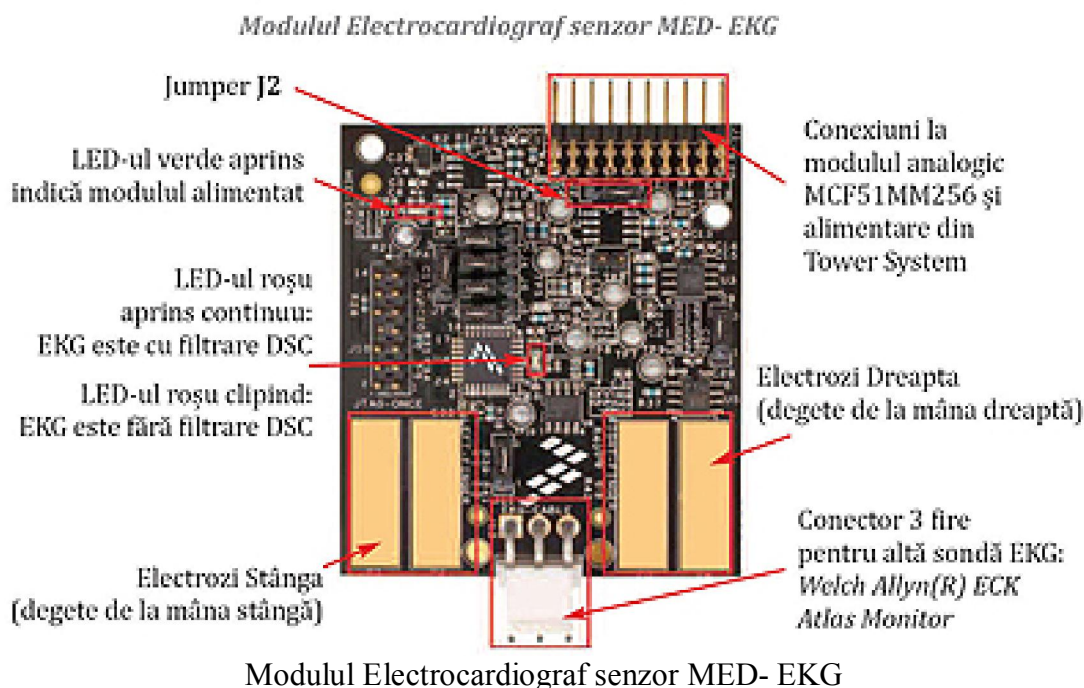 Modulul Electrocardiograf senzor MED- EKG
Jumper J2
LED-ul verde aprins
indică modulul alimentat
LED-ul roșu
aprins continuu:
EKG este cu filtrare DSC
LED-ul roșu clipind:
EKG este fără filtrare DSC
Electrozi Stânga
(degete de la mâna stângă)
Conexiuni la
modulul analogic
MCF51MM256 și
alimentare din
Tower System
Electrozi Dreapta
(degete de la mâna dreaptă)
Conector 3 fire
pentru altă sondă EKG:
Welch Allyn(R) ECK
Atlas Monitor
Modulul Electrocardiograf senzor MED- EKG